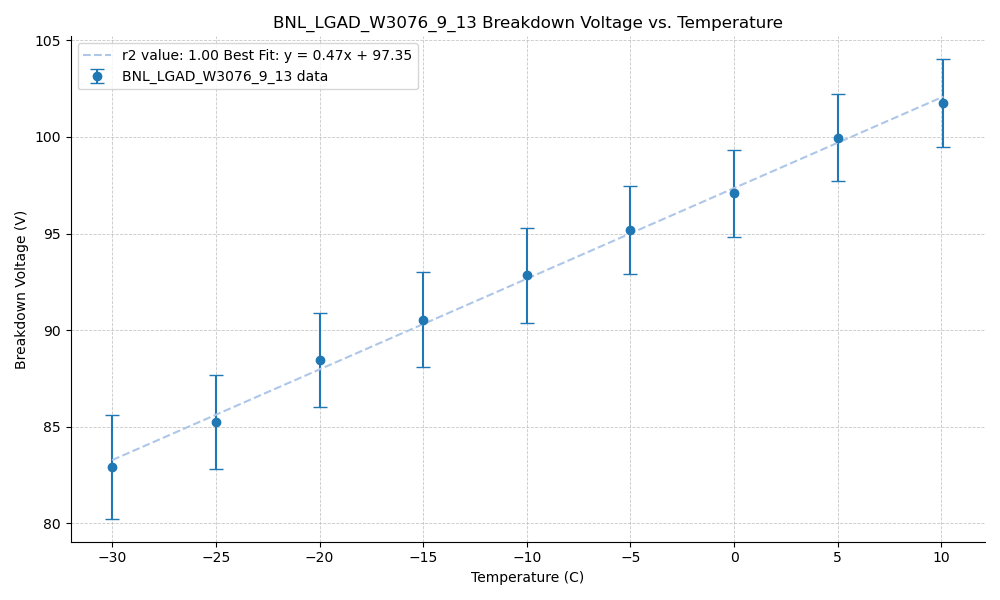 BNL_LGAD_W3076_9_13 Breakdown Voltage vs. Temperature
r2 value: 1.00 Best Fit: y = 0.47x + 97.35
BNL_LGAD_W3076_9_13 data
Breakdown Voltage (V)
105
100
95
90
85
80
−30 −25 −20 −15 −10 −5 0 5 10
Temperature (C)